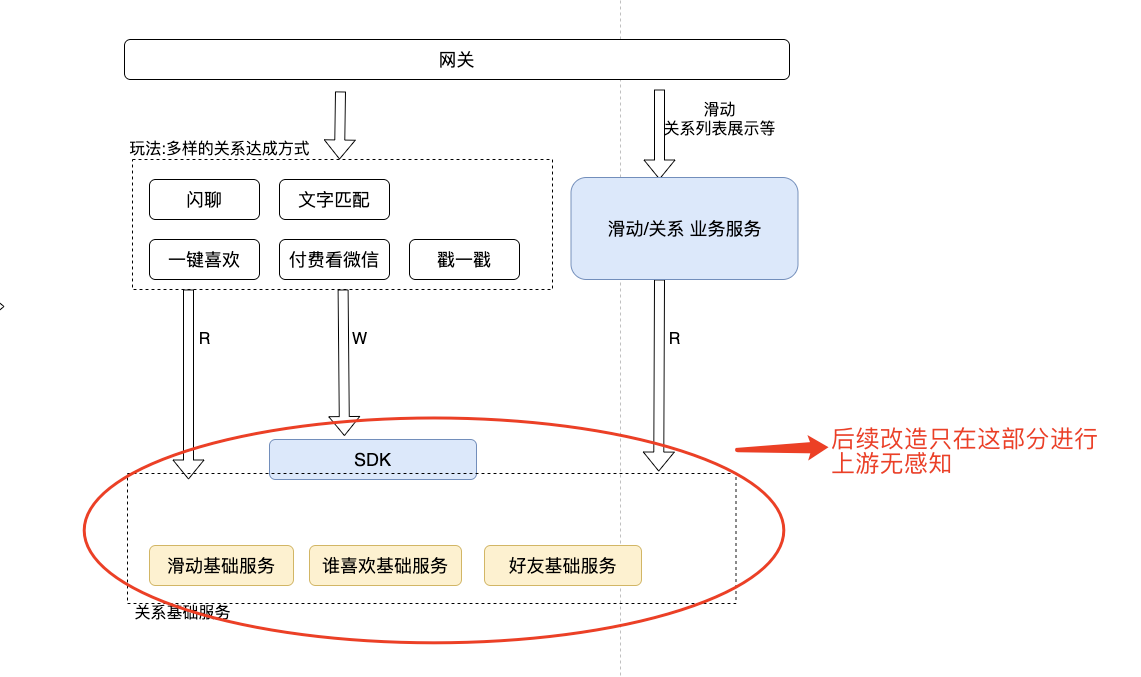 网关
滑动
关系列表展示等
玩法:多样的关系达成方式
闪聊
文字匹配
滑动/关系 业务服务
一键喜欢
付费看微信
戳一戳
R
W
R
后续改造只在这部分进行
上游无感知
SDK
滑动基础服务
谁喜欢基础服务
好友基础服务
关系基础服务